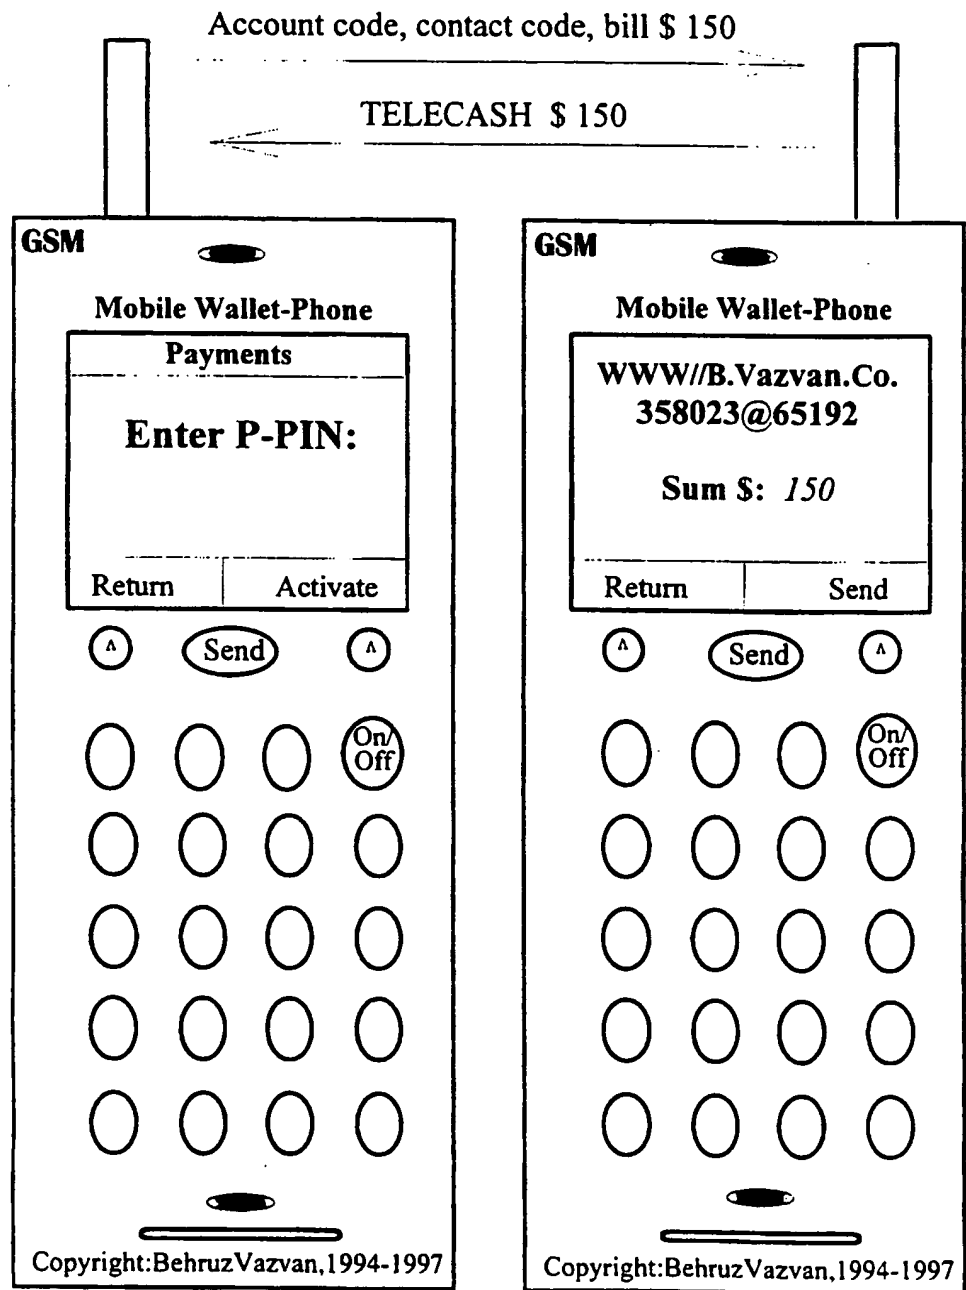 Account code, contact code, bill $ 150
TELECASH $ 150
GSM
Mobile Wallet-Phone
Payments
Enter P-PIN:
Return Activate
^ Send ^
On/
Off
Copyright:BehruzVazvan,1994-1997
GSM
Mobile Wallet-Phone
WWW//B.Vazvan.Co.
358023@65192
Sum $: 150
Return Send
^ Send ^
On/
Off
Copyright:BehruzVazvan,1994-1997